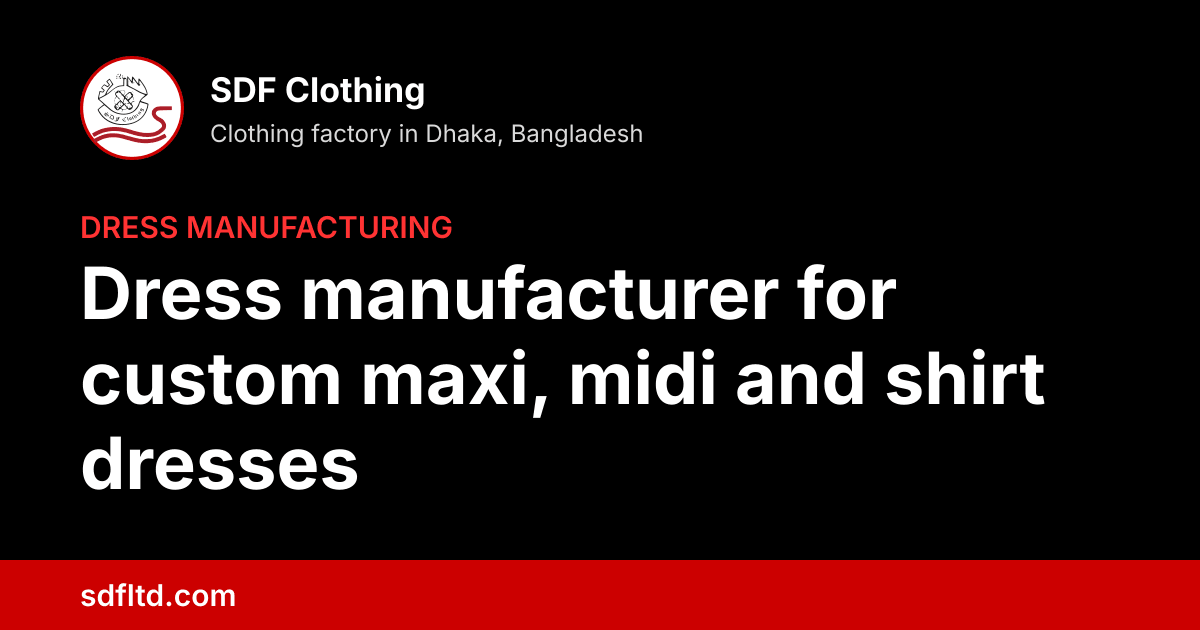 SDF Clothing
Clothing factory in Dhaka, Bangladesh
DRESS MANUFACTURING
Dress manufacturer for
custom maxi, midi and shirt
dresses
sdfltd.com